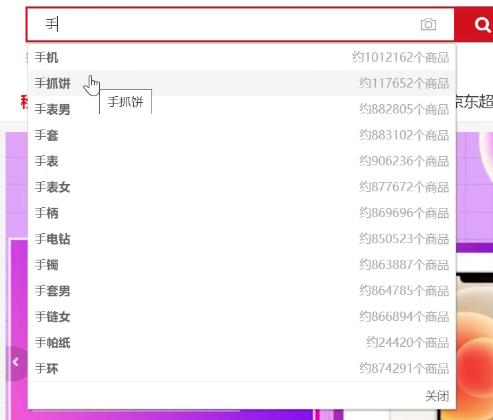 手
手机 约1012162个商品
手抓饼 约117652个商品
手抓饼
手表男 约882805个商品
手套 约883102个商品
手表 约906236个商品
手表女 约877672个商品
手柄 约869696个商品
手电钻 约850523个商品
手镯 约863887个商品
手套男 约864785个商品
手链女 约866894个商品
手帕纸 约24420个商品
手环 约874291个商品
关闭
京东超